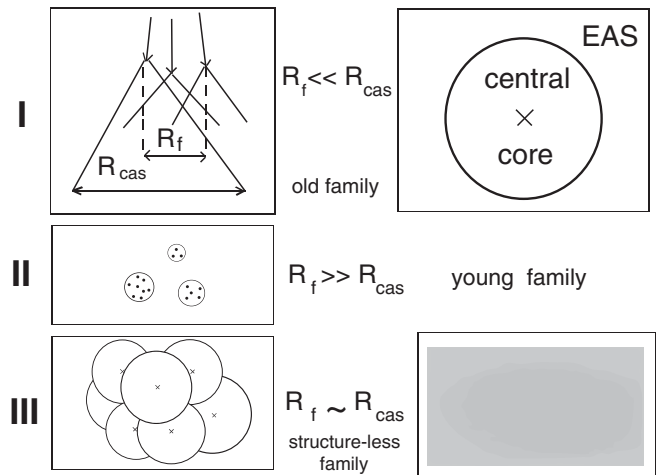 I
R_f
R_cas
R_f << R_cas
old family
EAS
central
core
II
R_f >> R_cas
young family
III
R_f ~ R_cas
structure-less
family